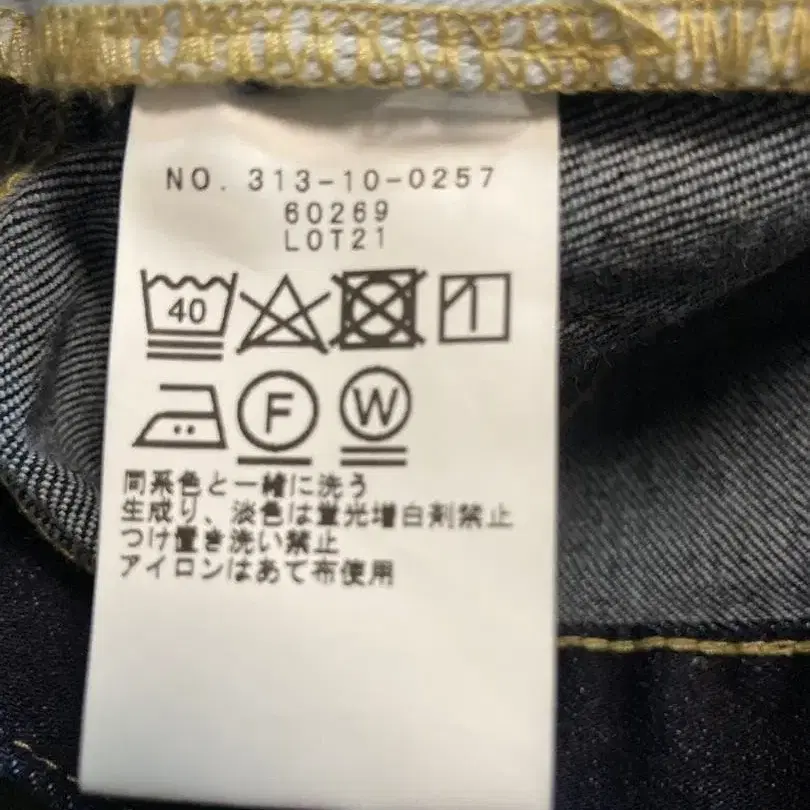 NO. 313-10-0257
60269
LOT21
40
F W
同系色と一緒に洗う
生成り、淡色は蛍光増白剤禁止
つけ置き洗い禁止
アイロンはあて布使用